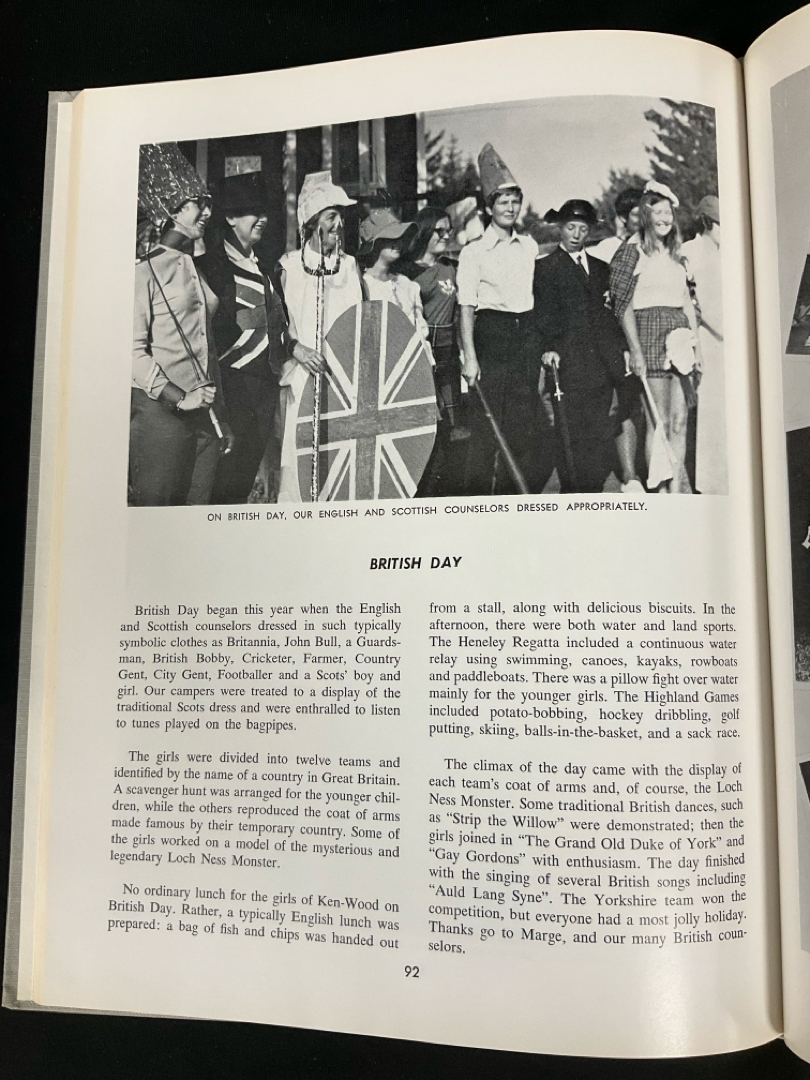 ON BRITISH DAY, OUR ENGLISH AND SCOTTISH COUNSELORS DRESSED APPROPRIATELY.
BRITISH DAY
British Day began this year when the English
and Scottish counselors dressed in such typically
symbolic clothes as Britannia, John Bull, a Guards-
man, British Bobby, Cricketer, Farmer, Country
Gent, City Gent, Footballer and a Scots' boy and
girl. Our campers were treated to a display of the
traditional Scots dress and were enthralled to listen
to tunes played on the bagpipes.
The girls were divided into twelve teams and
identified by the name of a country in Great Britain.
A scavenger hunt was arranged for the younger chil-
dren, while the others reproduced the coat of arms
made famous by their temporary country. Some of
the girls worked on a model of the mysterious and
legendary Loch Ness Monster.
No ordinary lunch for the girls of Ken-Wood on
British Day. Rather, a typically English lunch was
prepared: a bag of fish and chips was handed out
from a stall, along with delicious biscuits. In the
afternoon, there were both water and land sports.
The Heneley Regatta included a continuous water
relay using swimming, canoes, kayaks, rowboats
and paddleboats. There was a pillow fight over water
mainly for the younger girls. The Highland Games
included potato-bobbing, hockey dribbling, golf
putting, skiing, balls-in-the-basket, and a sack race.
The climax of the day came with the display of
each team's coat of arms and, of course, the Loch
Ness Monster. Some traditional British dances, such
as "Strip the Willow" were demonstrated; then the
girls joined in "The Grand Old Duke of York" and
"Gay Gordons" with enthusiasm. The day finished
with the singing of several British songs including
"Auld Lang Syne". The Yorkshire team won the
competition, but everyone had a most jolly holiday.
Thanks go to Marge, and our many British coun-
selors.
92